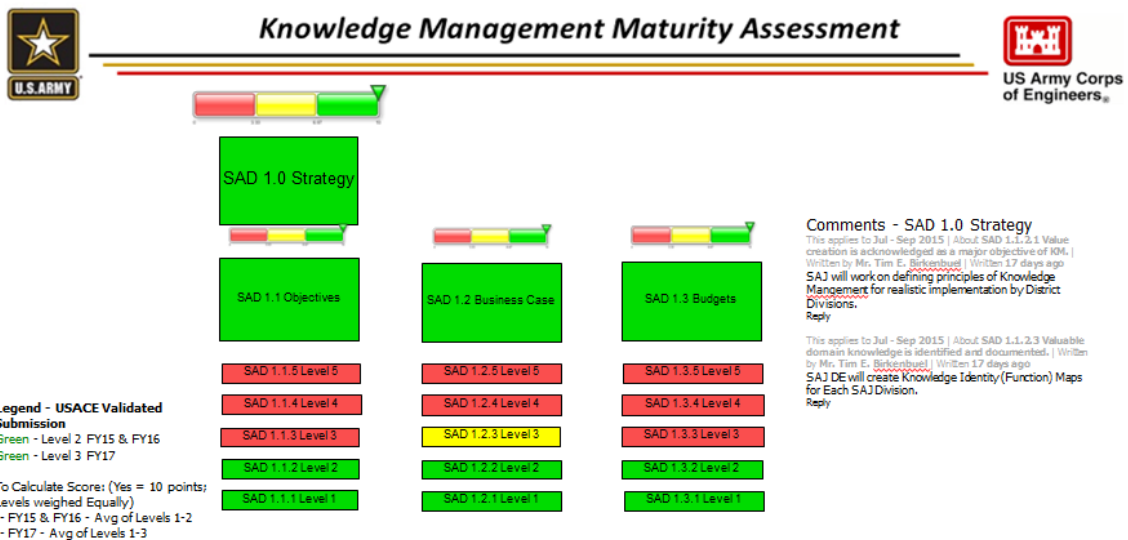 Knowledge Management Maturity Assessment
U.S.ARMY
US Army Corps
of Engineers®
SAD 1.0 Strategy
SAD 1.1 Objectives
SAD 1.2 Business Case
SAD 1.3 Budgets
SAD 1.1.5 Level 5
SAD 1.2.5 Level 5
SAD 1.3.5 Level 5
SAD 1.1.4 Level 4
SAD 1.2.4 Level 4
SAD 1.3.4 Level 4
SAD 1.1.3 Level 3
SAD 1.2.3 Level 3
SAD 1.3.3 Level 3
SAD 1.1.2 Level 2
SAD 1.2.2 Level 2
SAD 1.3.2 Level 2
SAD 1.1.1 Level 1
SAD 1.2.1 Level 1
SAD 1.3.1 Level 1
Legend - USACE Validated
Submission
Green - Level 2 FY15 & FY16
Green - Level 3 FY17
To Calculate Score: (Yes = 10 points;
Levels weighed Equally)
- FY15 & FY16 - Avg of Levels 1-2
- FY17 - Avg of Levels 1-3
Comments - SAD 1.0 Strategy
This applies to Jul - Sep 2015 | About SAD 1.1.2.1 Value
creation is acknowledged as a major objective of KM. |
Written by Mr. Tim E. Birkenbuel | Written 17 days ago
SAJ will work on defining principles of Knowledge
Mangement for realistic implementation by District
Divisions.
Reply
This applies to Jul - Sep 2015 | About SAD 1.1.2.3 Valuable
domain knowledge is identified and documented. | Written
by Mr. Tim E. Birkenbuel | Written 17 days ago
SAJ DE will create Knowledge Identity (Function) Maps
for Each SAJ Division.
Reply